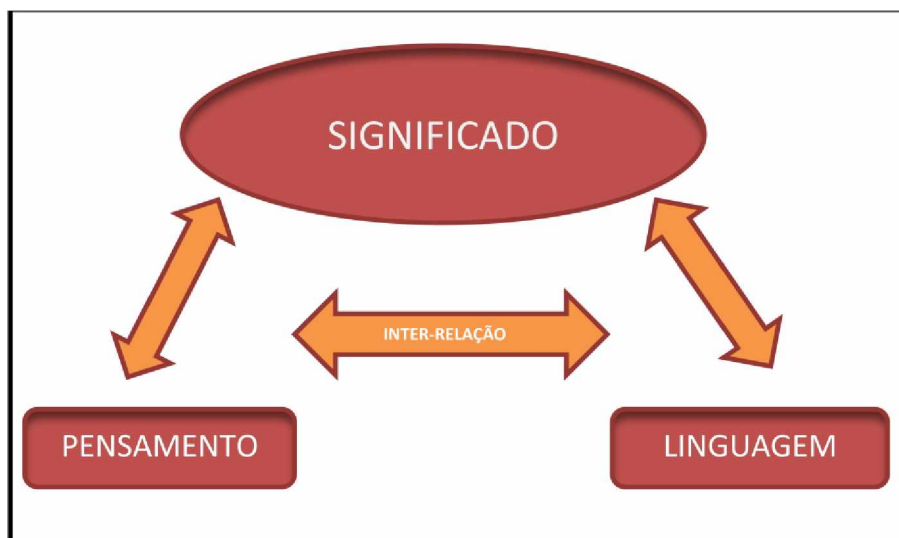 SIGNIFICADO
INTER-RELAÇÃO
PENSAMENTO
LINGUAGEM